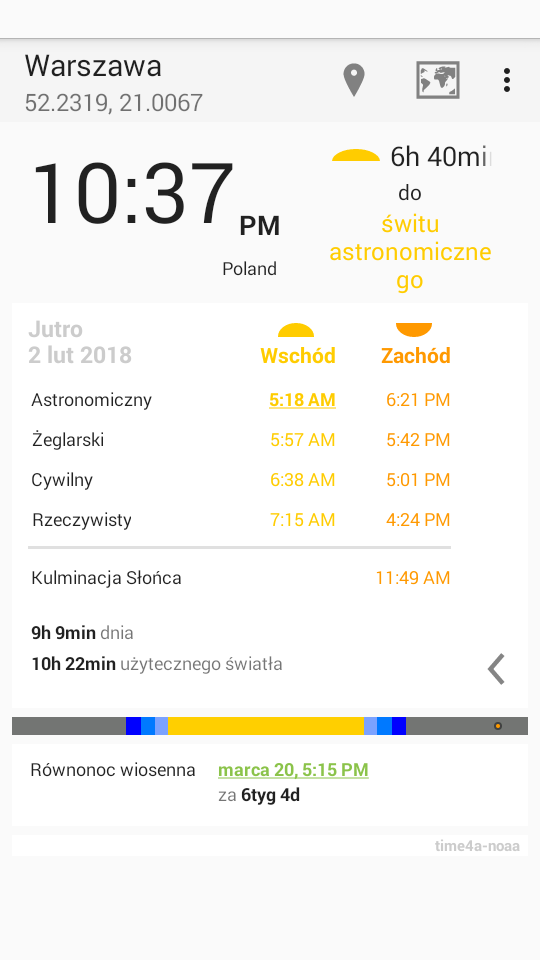 Warszawa
52.2319, 21.0067
10:37 PM
Poland
6h 40mi
do
świtu
astronomiczne
go
Jutro
2 lut 2018
Wschód Zachód
Astronomiczny 5:18 AM 6:21 PM
Żeglarski 5:57 AM 5:42 PM
Cywilny 6:38 AM 5:01 PM
Rzeczywisty 7:15 AM 4:24 PM
Kulminacja Słońca 11:49 AM
9h 9min dnia
10h 22min użytecznego światła
Równonoc wiosenna marca 20, 5:15 PM
za 6tyg 4d
time4a-noaa